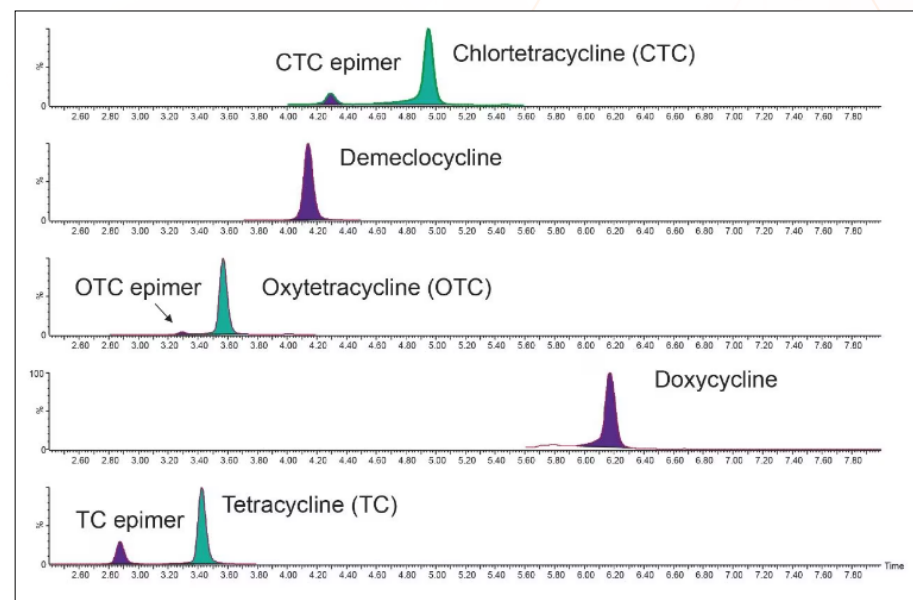 CTC epimer
Chlortetracycline (CTC)
%
0
2.60 2.80 3.00 3.20 3.40 3.60 3.80 4.00 4.20 4.40 4.60 4.80 5.00 5.20 5.40 5.60 5.80 6.00 6.20 6.40 6.60 6.80 7.00 7.20 7.40 7.60 7.80
Demeclocycline
%
0
2.60 2.80 3.00 3.20 3.40 3.60 3.80 4.00 4.20 4.40 4.60 4.80 5.00 5.20 5.40 5.60 5.80 6.00 6.20 6.40 6.60 6.80 7.00 7.20 7.40 7.60 7.80
OTC epimer
Oxytetracycline (OTC)
%
0
2.60 2.80 3.00 3.20 3.40 3.60 3.80 4.00 4.20 4.40 4.60 4.80 5.00 5.20 5.40 5.60 5.80 6.00 6.20 6.40 6.60 6.80 7.00 7.20 7.40 7.60 7.80
100
Doxycycline
%
0
2.60 2.80 3.00 3.20 3.40 3.60 3.80 4.00 4.20 4.40 4.60 4.80 5.00 5.20 5.40 5.60 5.80 6.00 6.20 6.40 6.60 6.80 7.00 7.20 7.40 7.60 7.80
TC epimer
Tetracycline (TC)
%
0
2.60 2.80 3.00 3.20 3.40 3.60 3.80 4.00 4.20 4.40 4.60 4.80 5.00 5.20 5.40 5.60 5.80 6.00 6.20 6.40 6.60 6.80 7.00 7.20 7.40 7.60 7.80 Time